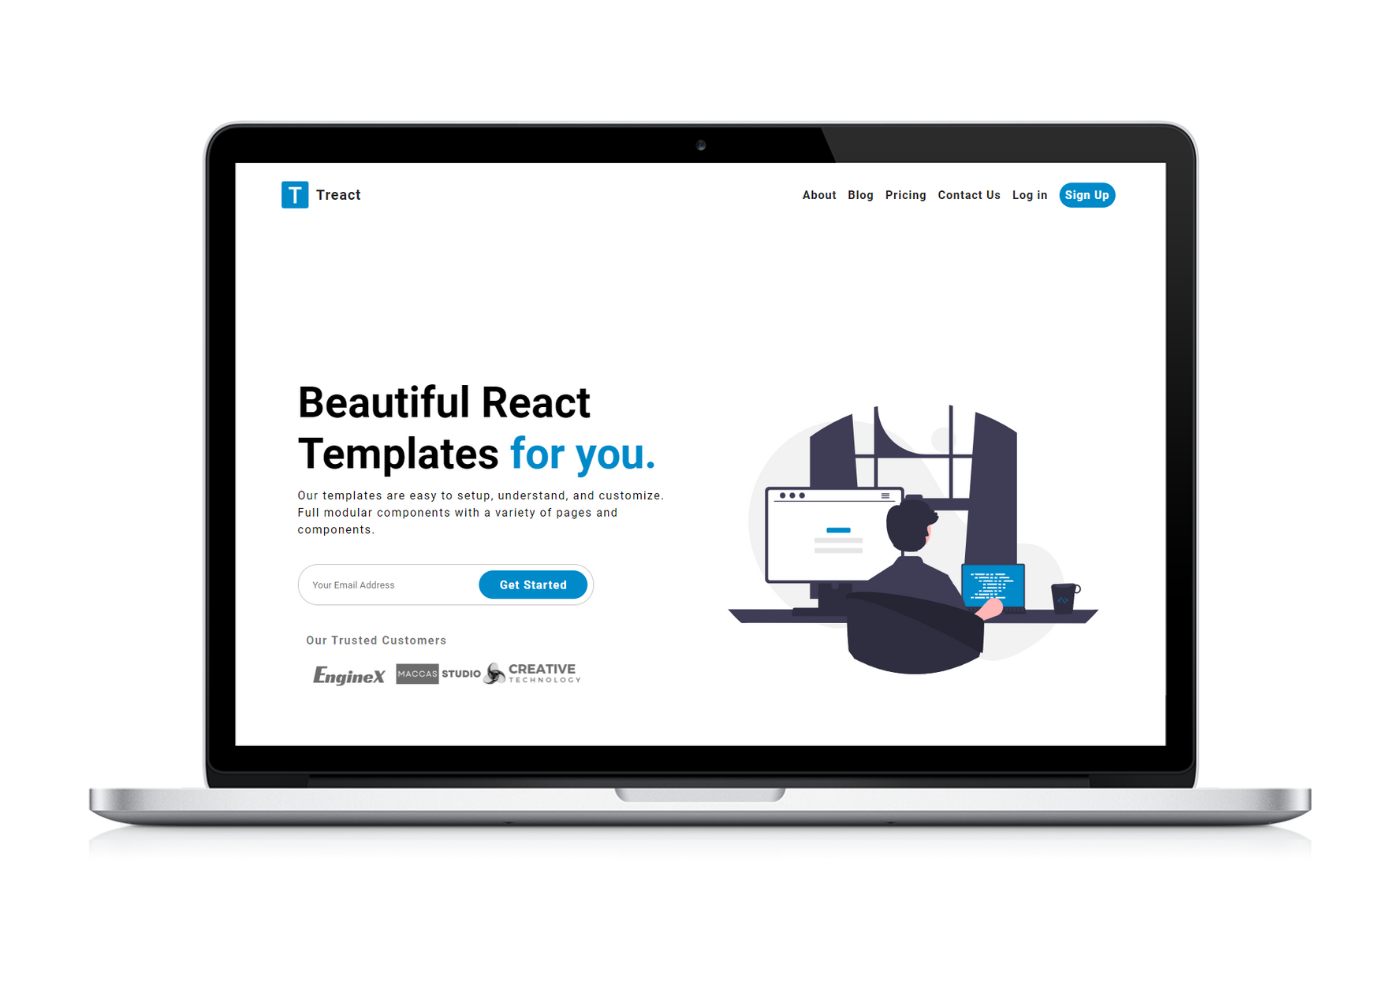 T Treact
About Blog Pricing Contact Us Log in Sign Up
Beautiful React
Templates for you.
Our templates are easy to setup, understand, and customize.
Full modular components with a variety of pages and
components.
Your Email Address Get Started
Our Trusted Customers
EngineX MACCAS STUDIO CREATIVE
TECHNOLOGY